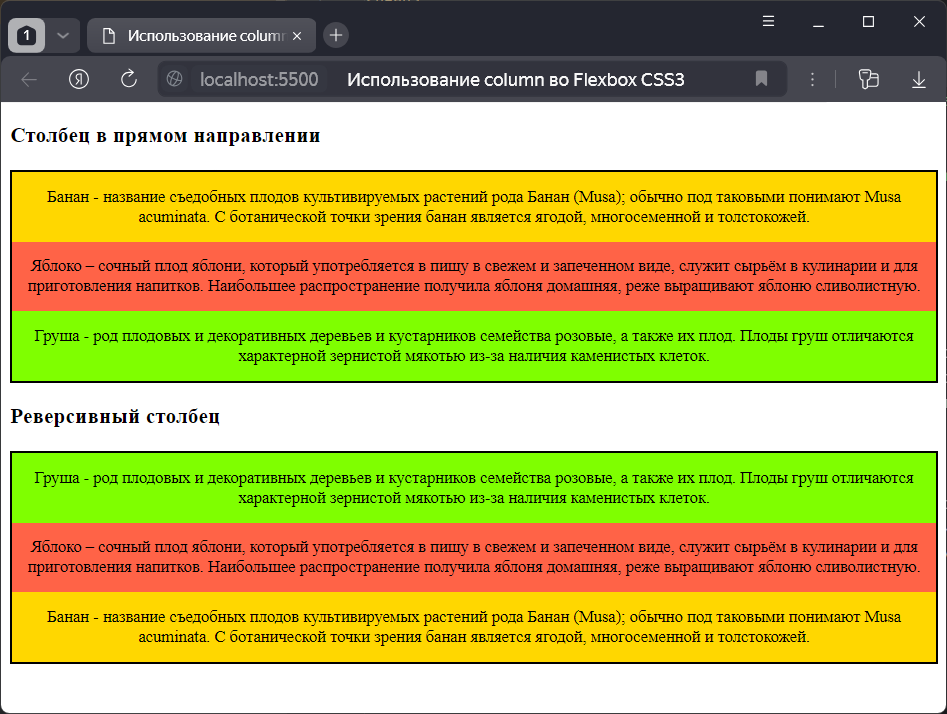 1
Использование colum
localhost:5500 Использование column во Flexbox CSS3
Столбец в прямом направлении
Банан - название съедобных плодов культивируемых растений рода Банан (Musa); обычно под таковыми понимают Musa
acuminata. С ботанической точки зрения банан является ягодой, многосеменной и толстокожей.
Яблоко – сочный плод яблони, который употребляется в пищу в свежем и запеченном виде, служит сырьём в кулинарии и для
приготовления напитков. Наибольшее распространение получила яблоня домашняя, реже выращивают яблоню сливолистную.
Груша - род плодовых и декоративных деревьев и кустарников семейства розовые, а также их плод. Плоды груш отличаются
характерной зернистой мякотью из-за наличия каменистых клеток.
Реверсивный столбец
Груша - род плодовых и декоративных деревьев и кустарников семейства розовые, а также их плод. Плоды груш отличаются
характерной зернистой мякотью из-за наличия каменистых клеток.
Яблоко – сочный плод яблони, который употребляется в пищу в свежем и запеченном виде, служит сырьём в кулинарии и для
приготовления напитков. Наибольшее распространение получила яблоня домашняя, реже выращивают яблоню сливолистную.
Банан - название съедобных плодов культивируемых растений рода Банан (Musa); обычно под таковыми понимают Musa
acuminata. С ботанической точки зрения банан является ягодой, многосеменной и толстокожей.